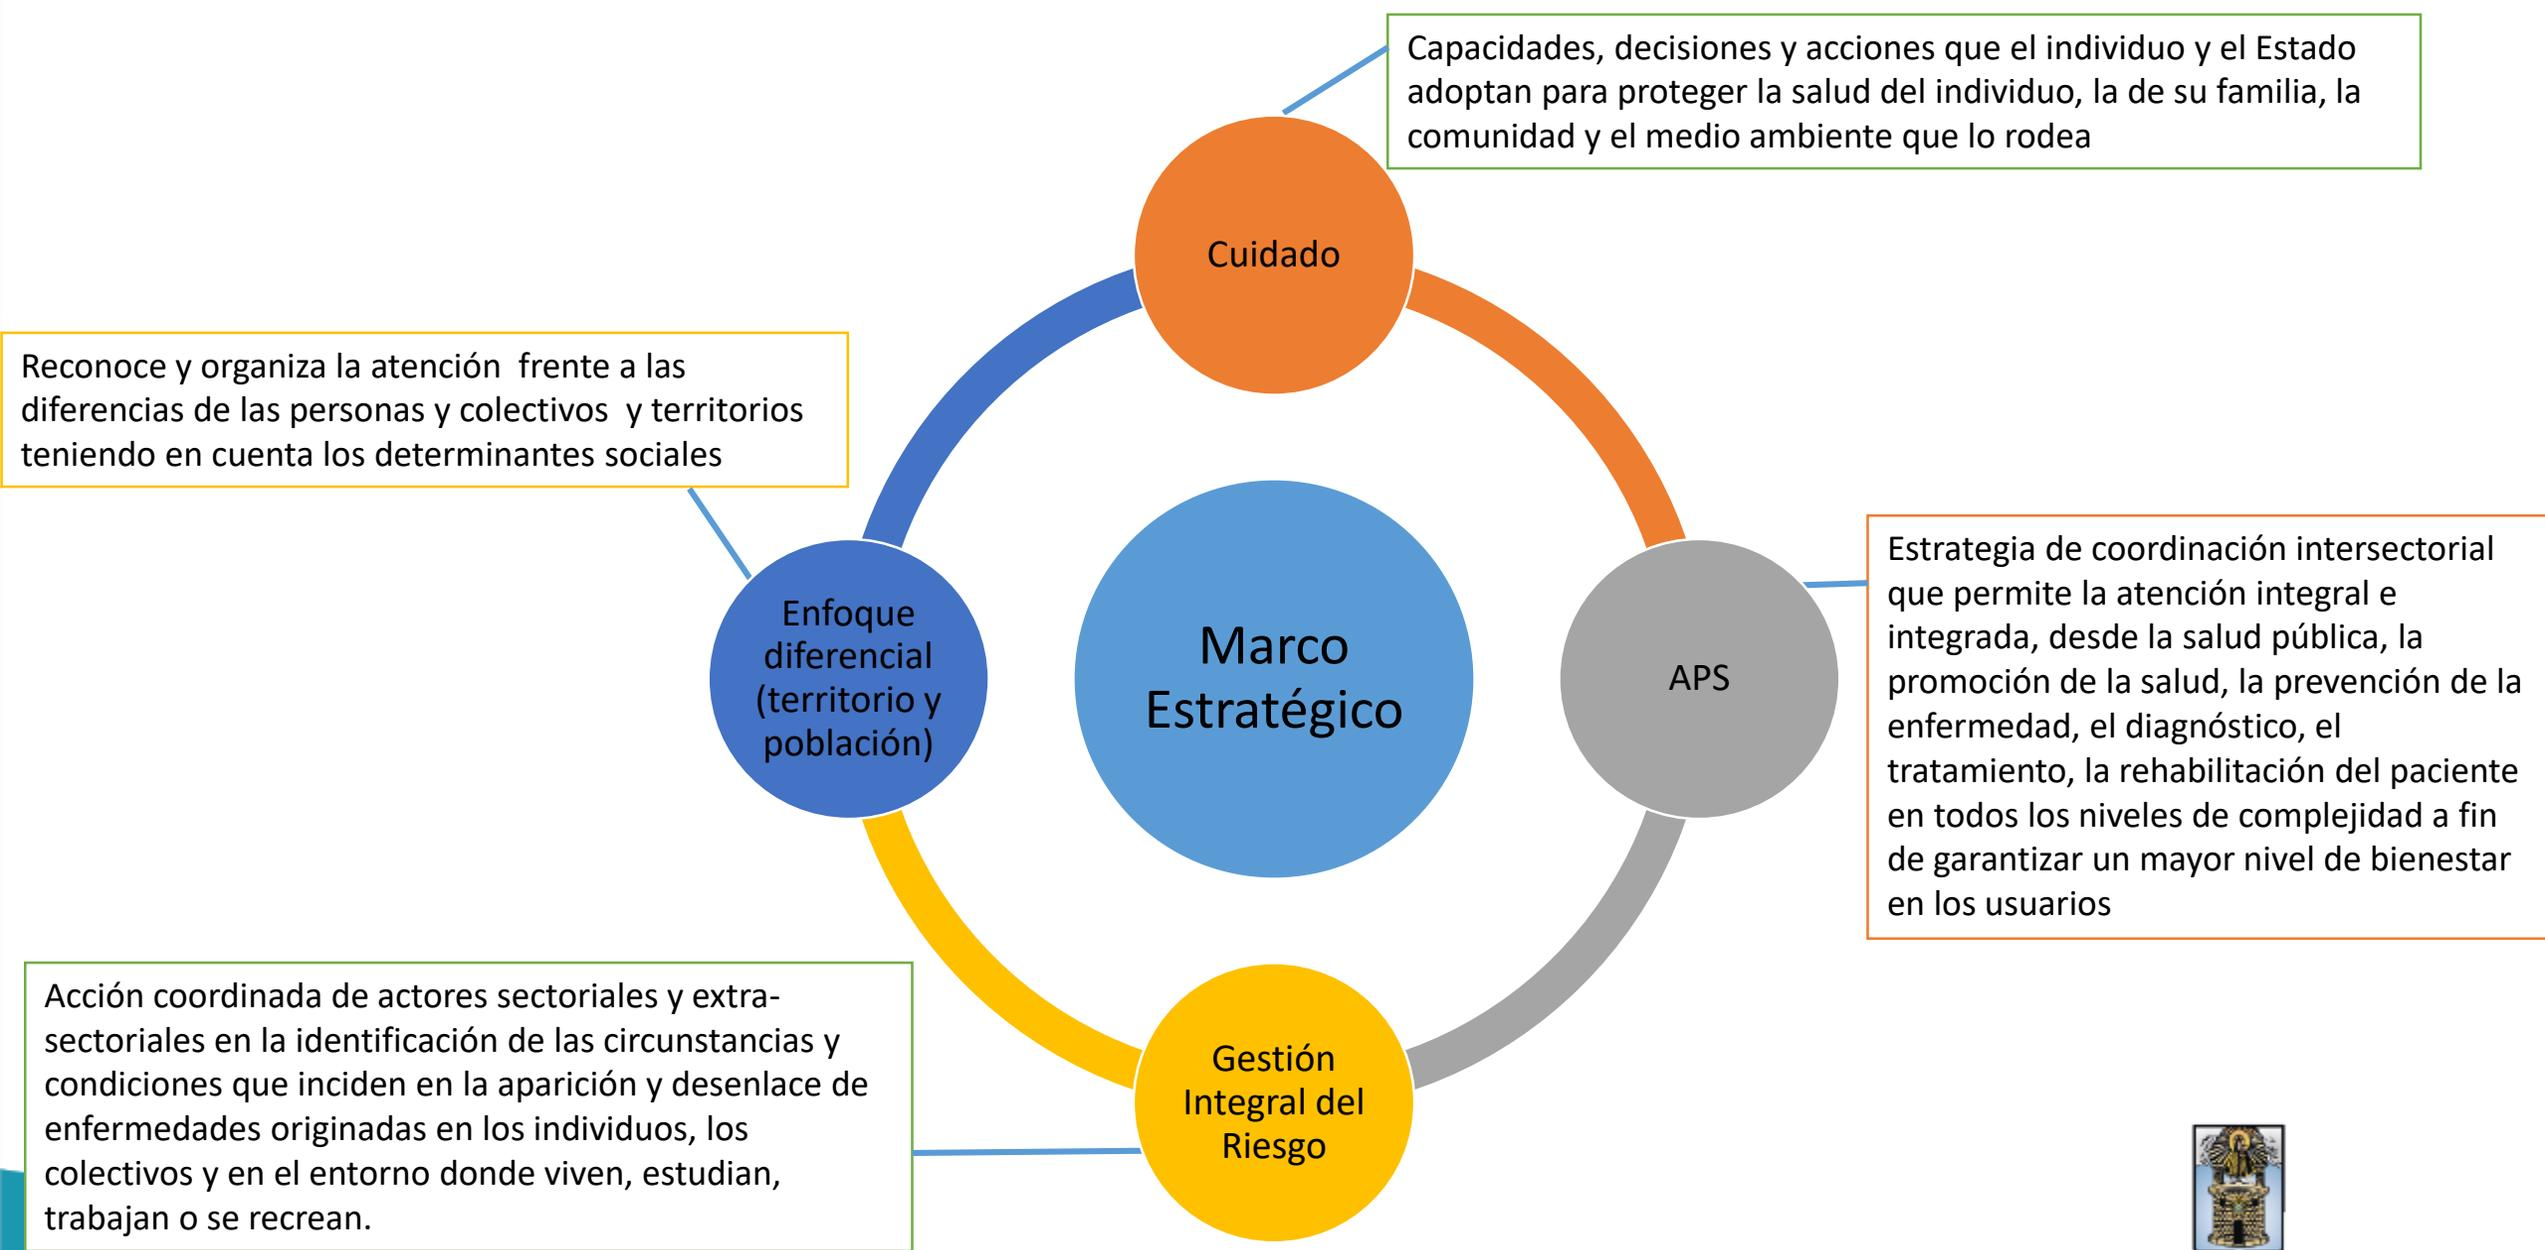 Capacidades, decisiones y acciones que el individuo y el Estado
adoptan para proteger la salud del individuo, la de su familia, la
comunidad y el medio ambiente que lo rodea
Cuidado
Reconoce y organiza la atención  frente a las
diferencias de las personas y colectivos  y territorios
teniendo en cuenta los determinantes sociales
Enfoque
diferencial
(territorio y
población)
Marco
Estratégico
APS
Estrategia de coordinación intersectorial
que permite la atención integral e
integrada, desde la salud pública, la
promoción de la salud, la prevención de la
enfermedad, el diagnóstico, el
tratamiento, la rehabilitación del paciente
en todos los niveles de complejidad a fin
de garantizar un mayor nivel de bienestar
en los usuarios
Acción coordinada de actores sectoriales y extra-
sectoriales en la identificación de las circunstancias y
condiciones que inciden en la aparición y desenlace de
enfermedades originadas en los individuos, los
colectivos y en el entorno donde viven, estudian,
trabajan o se recrean.
Gestión
Integral del
Riesgo